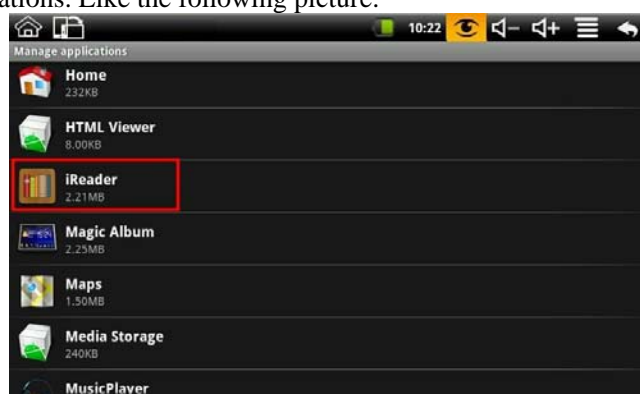 ations. Like the following picture.
10:22
Manage applications
Home
232KB
HTML Viewer
8.00KB
iReader
2.21MB
Magic Album
2.25MB
Maps
1.50MB
Media Storage
240KB
MusicPlayer